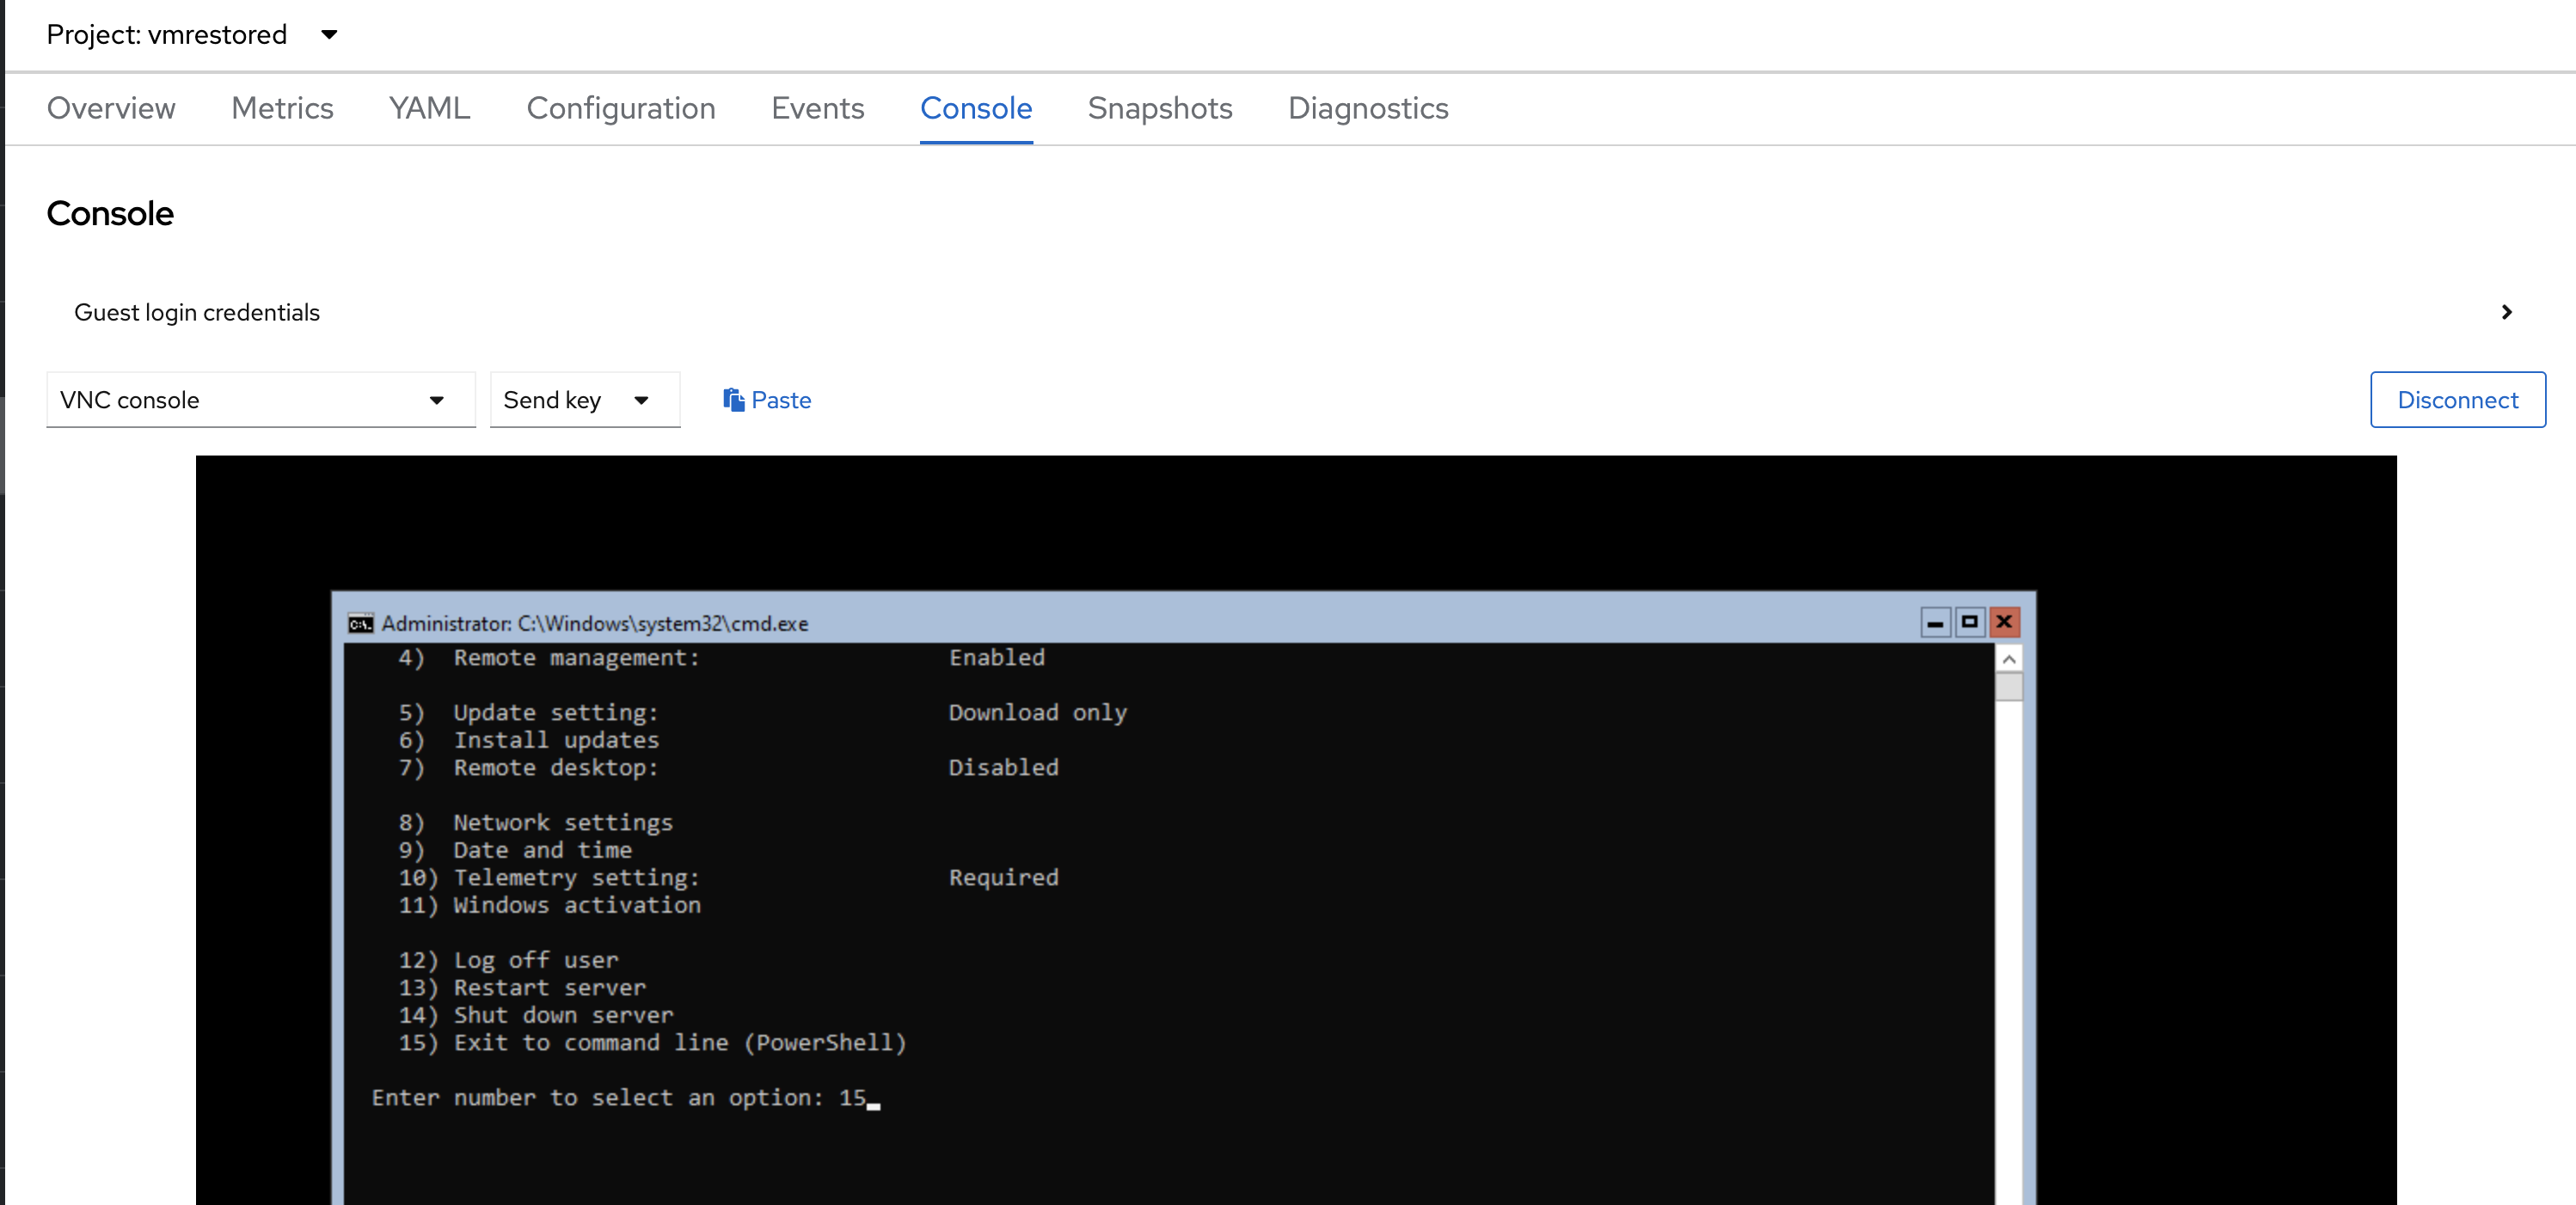 Project: vmrestored
Overview Metrics YAML Configuration Events Console Snapshots Diagnostics
Console
Guest login credentials
VNC console Send key Paste Disconnect
Administrator: C:\Windows\system32\cmd.exe
4) Remote management: Enabled
5) Update setting: Download only
6) Install updates
7) Remote desktop: Disabled
8) Network settings
9) Date and time
10) Telemetry setting: Required
11) Windows activation
12) Log off user
13) Restart server
14) Shut down server
15) Exit to command line (PowerShell)
Enter number to select an option: 15